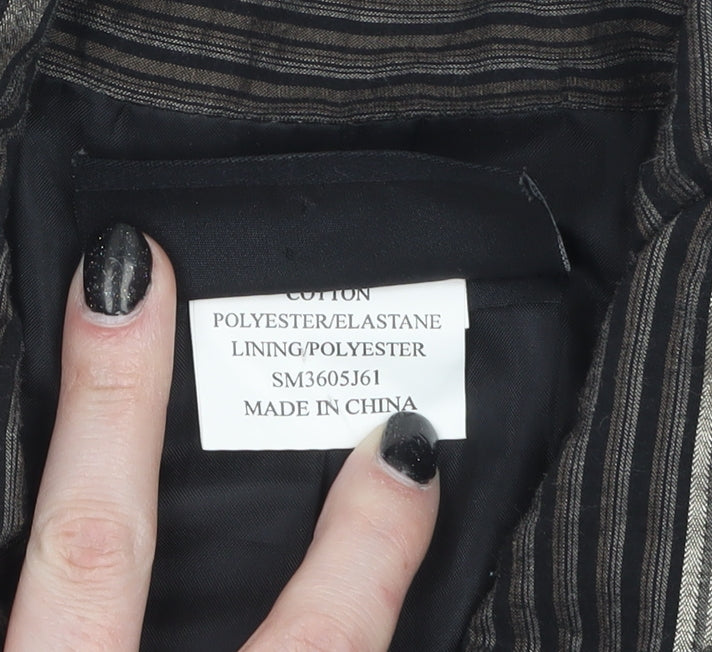 COTTON
POLYESTER/ELASTANE
LINING/POLYESTER
SM3605J61
MADE IN CHINA